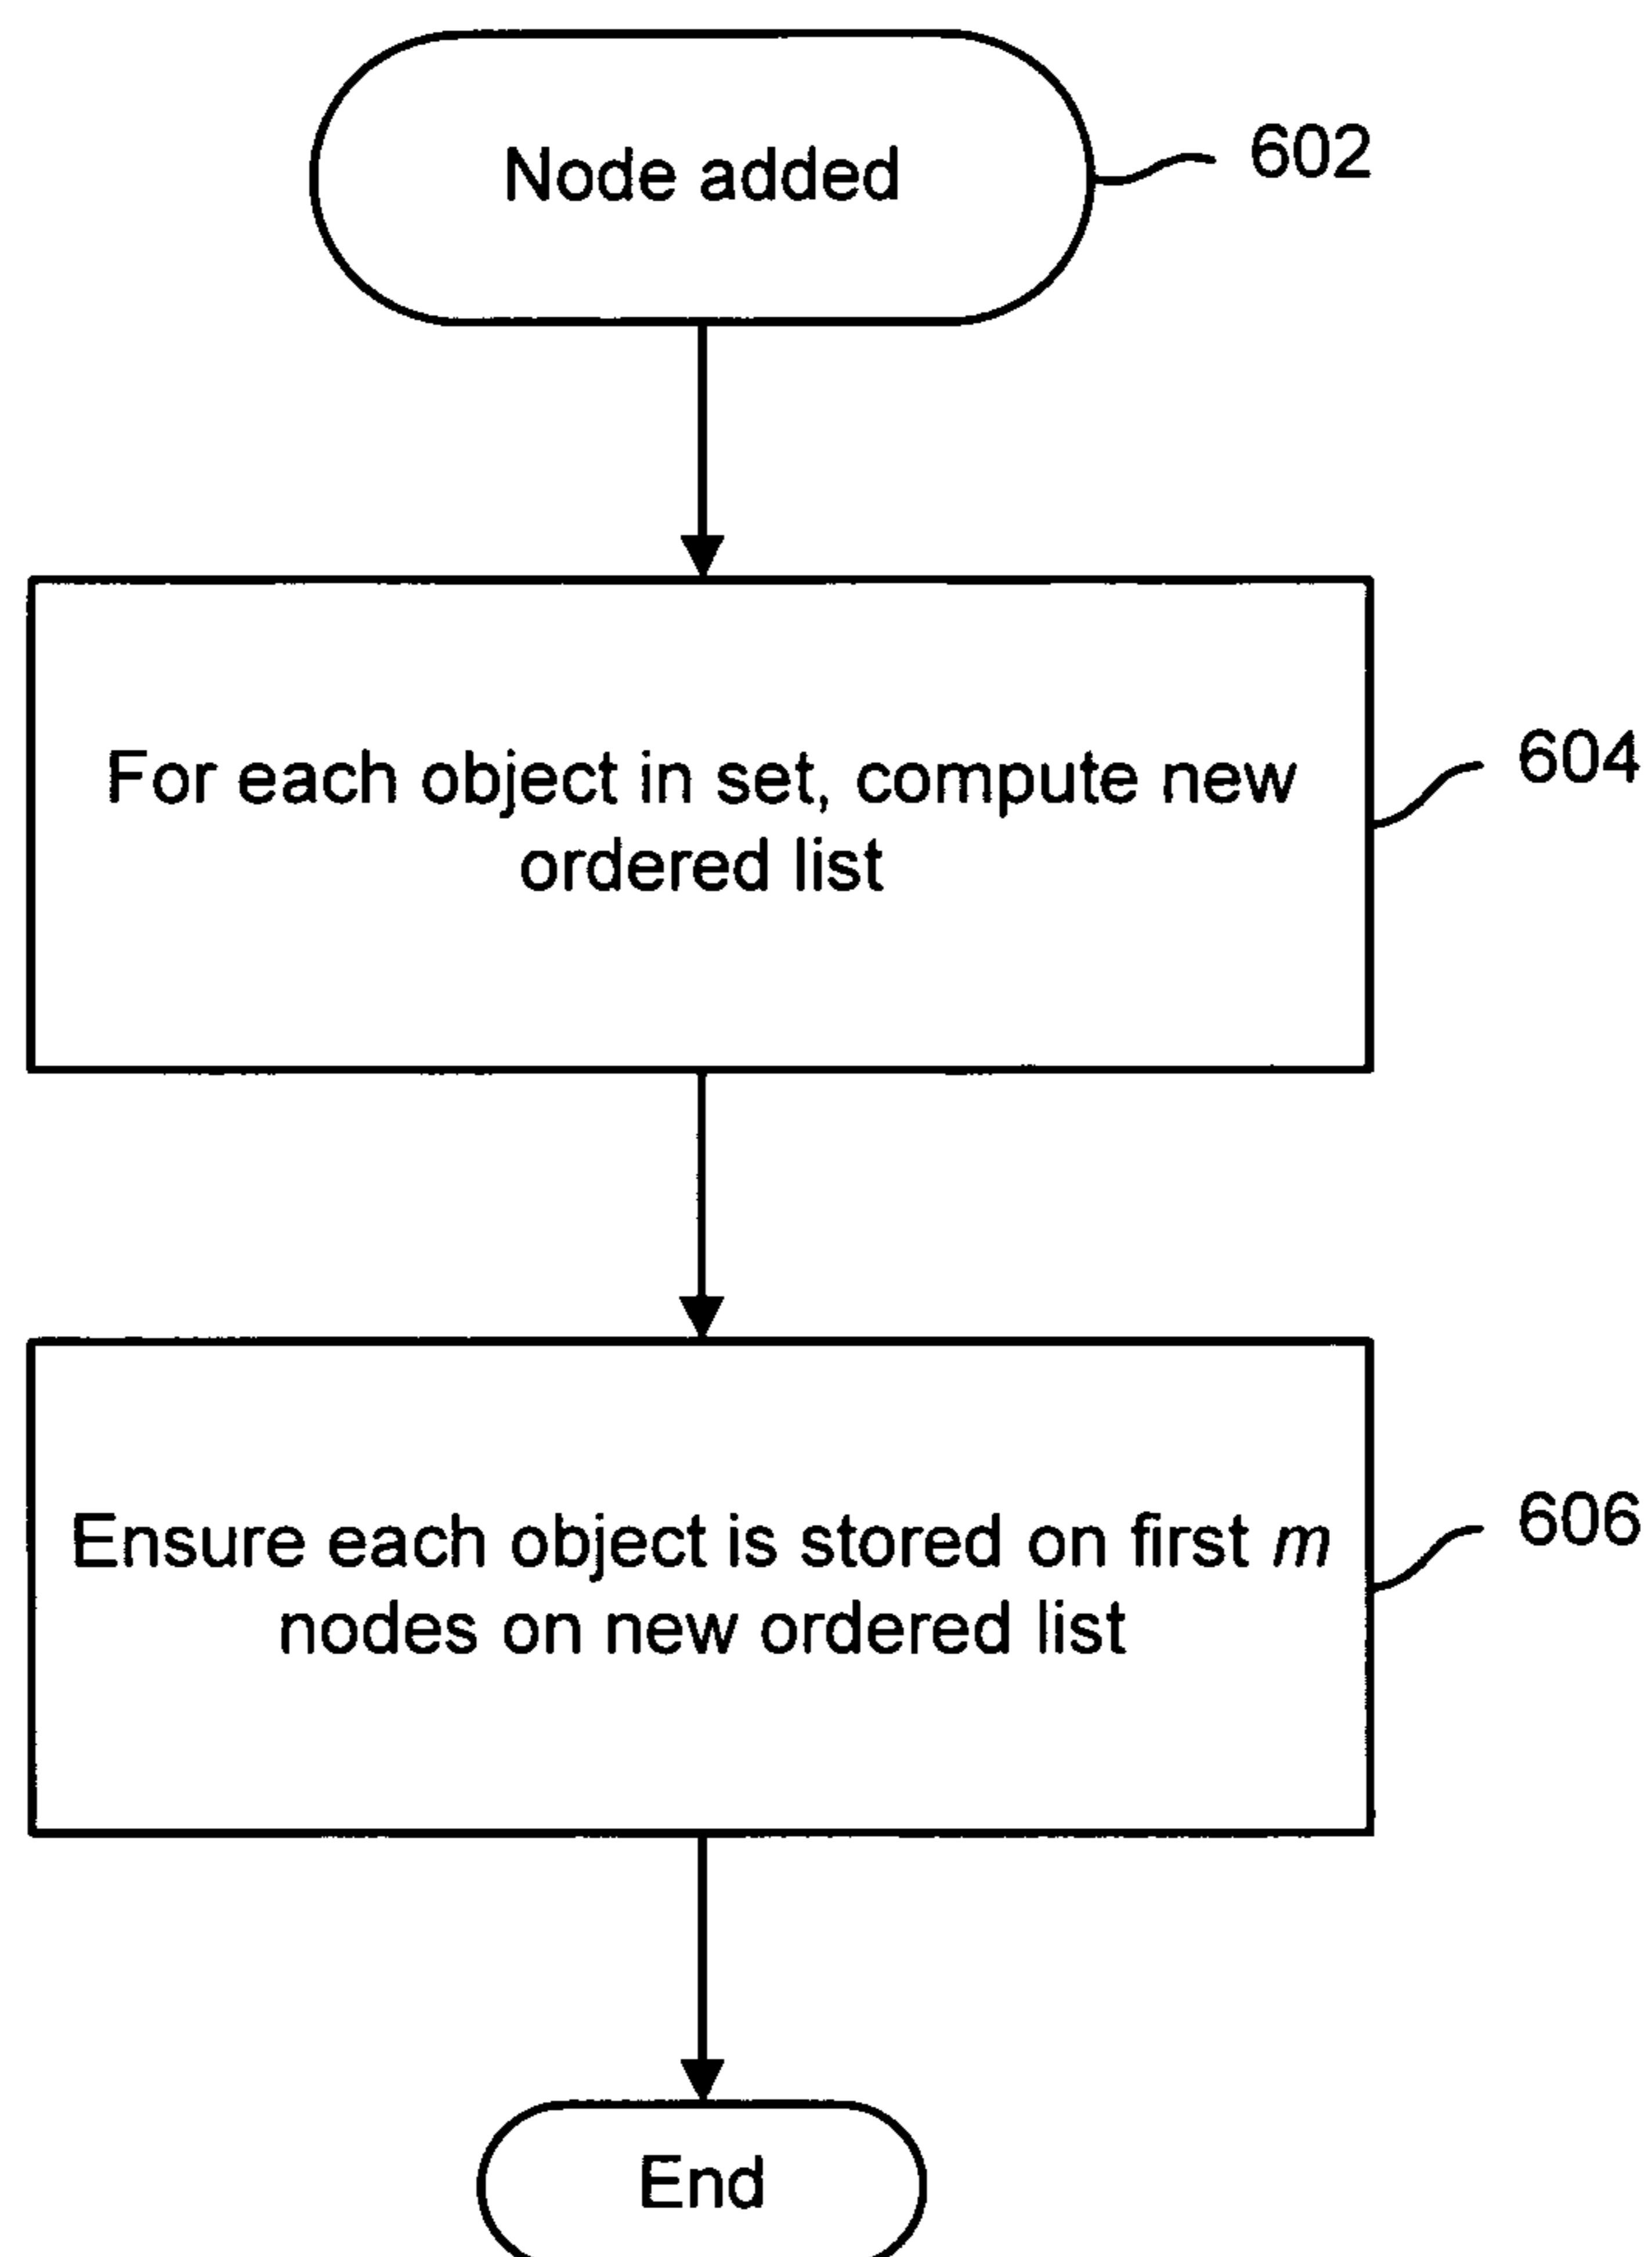 Node added
602
For each object in set, compute new
ordered list
604
Ensure each object is stored on first m
nodes on new ordered list
606
End